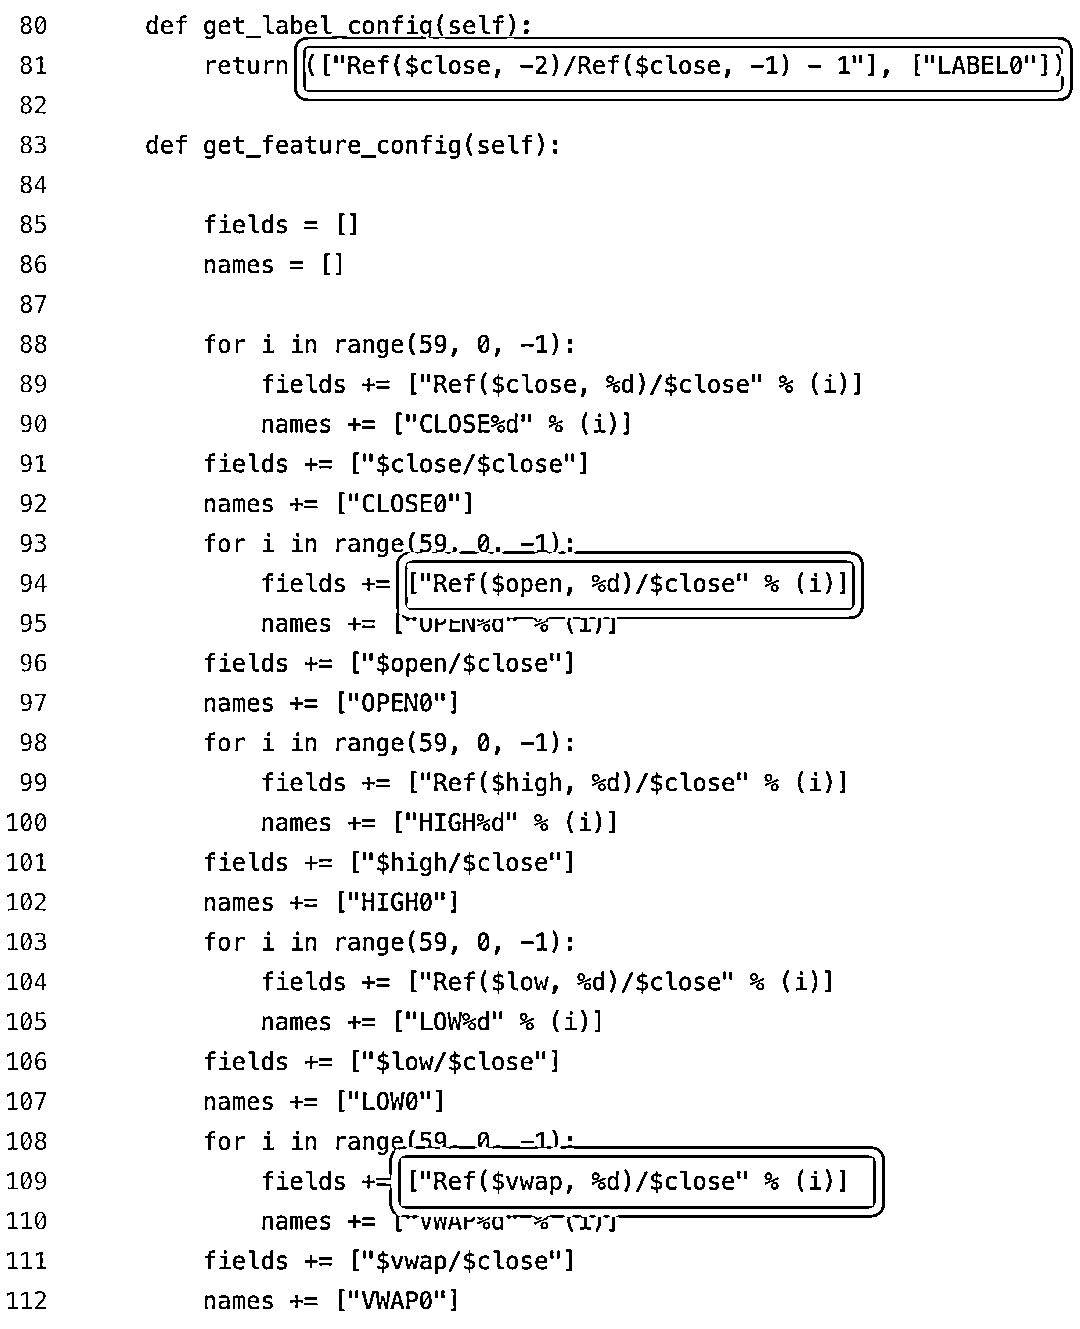 80 def get_label_config(self):
81 return (["Ref($close, -2)/Ref($close, -1) - 1"], ["LABEL0"])
82
83 def get_feature_config(self):
84
85 fields = []
86 names = []
87
88 for i in range(59, 0, -1):
89 fields += ["Ref($close, %d)/$close" % (i)]
90 names += ["CLOSE%d" % (i)]
91 fields += ["$close/$close"]
92 names += ["CLOSE0"]
93 for i in range(59, 0, -1):
94 fields += ["Ref($open, %d)/$close" % (i)]
95 names += ["OPEN%d" % (i)]
96 fields += ["$open/$close"]
97 names += ["OPEN0"]
98 for i in range(59, 0, -1):
99 fields += ["Ref($high, %d)/$close" % (i)]
100 names += ["HIGH%d" % (i)]
101 fields += ["$high/$close"]
102 names += ["HIGH0"]
103 for i in range(59, 0, -1):
104 fields += ["Ref($low, %d)/$close" % (i)]
105 names += ["LOW%d" % (i)]
106 fields += ["$low/$close"]
107 names += ["LOW0"]
108 for i in range(59, 0, -1):
109 fields += ["Ref($vwap, %d)/$close" % (i)]
110 names += ["VWAP%d" % (i)]
111 fields += ["$vwap/$close"]
112 names += ["VWAP0"]